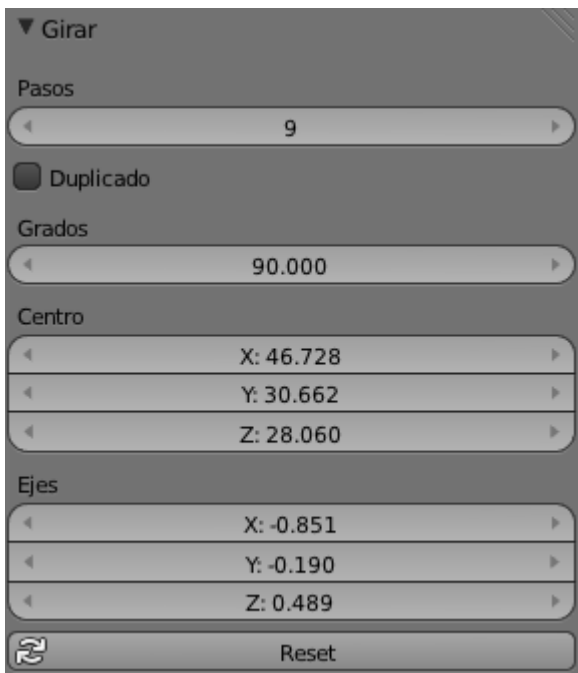 Girar
Pasos
9
Duplicado
Grados
90.000
Centro
X: 46.728
Y: 30.662
Z: 28.060
Ejes
X: -0.851
Y: -0.190
Z: 0.489
Reset